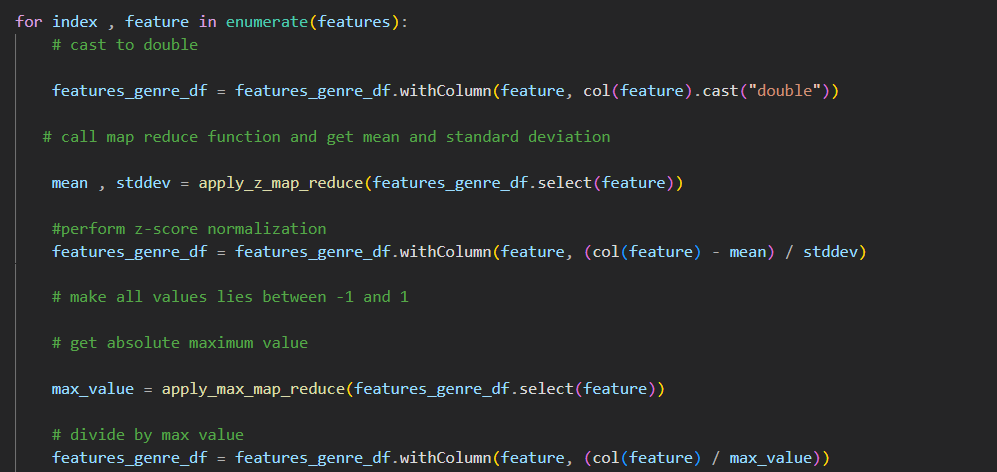 for index , feature in enumerate(features):
# cast to double
features_genre_df = features_genre_df.withColumn(feature, col(feature).cast("double"))
# call map reduce function and get mean and standard deviation
mean , stddev = apply_z_map_reduce(features_genre_df.select(feature))
#perform z-score normalization
features_genre_df = features_genre_df.withColumn(feature, (col(feature) - mean) / stddev)
# make all values lies between -1 and 1
# get absolute maximum value
max_value = apply_max_map_reduce(features_genre_df.select(feature))
# divide by max value
features_genre_df = features_genre_df.withColumn(feature, (col(feature) / max_value))